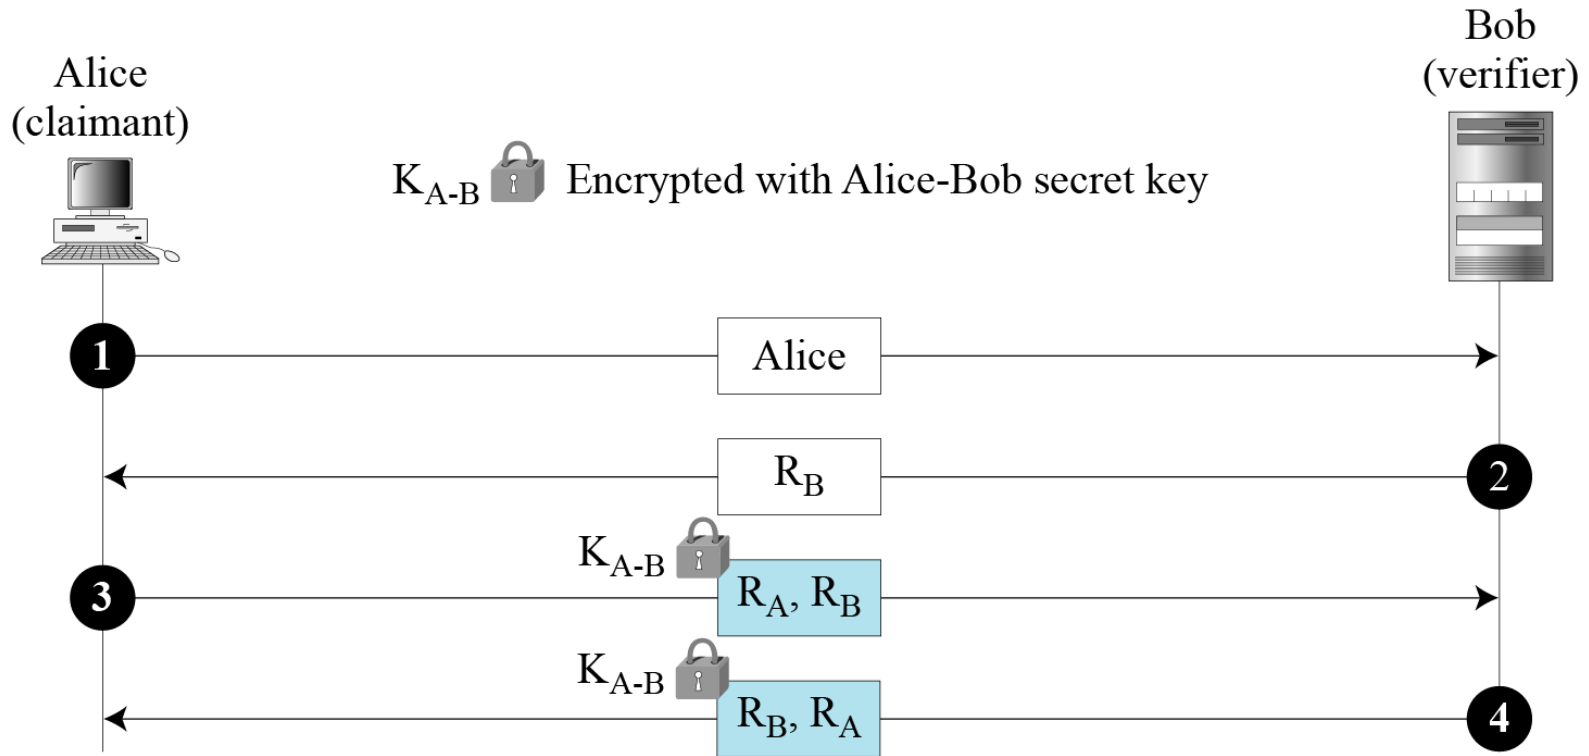 Alice
(claimant)
Bob
(verifier)
K_A-B Encrypted with Alice-Bob secret key
1
Alice
R_B
2
K_A-B
3
R_A, R_B
K_A-B
R_B, R_A
4